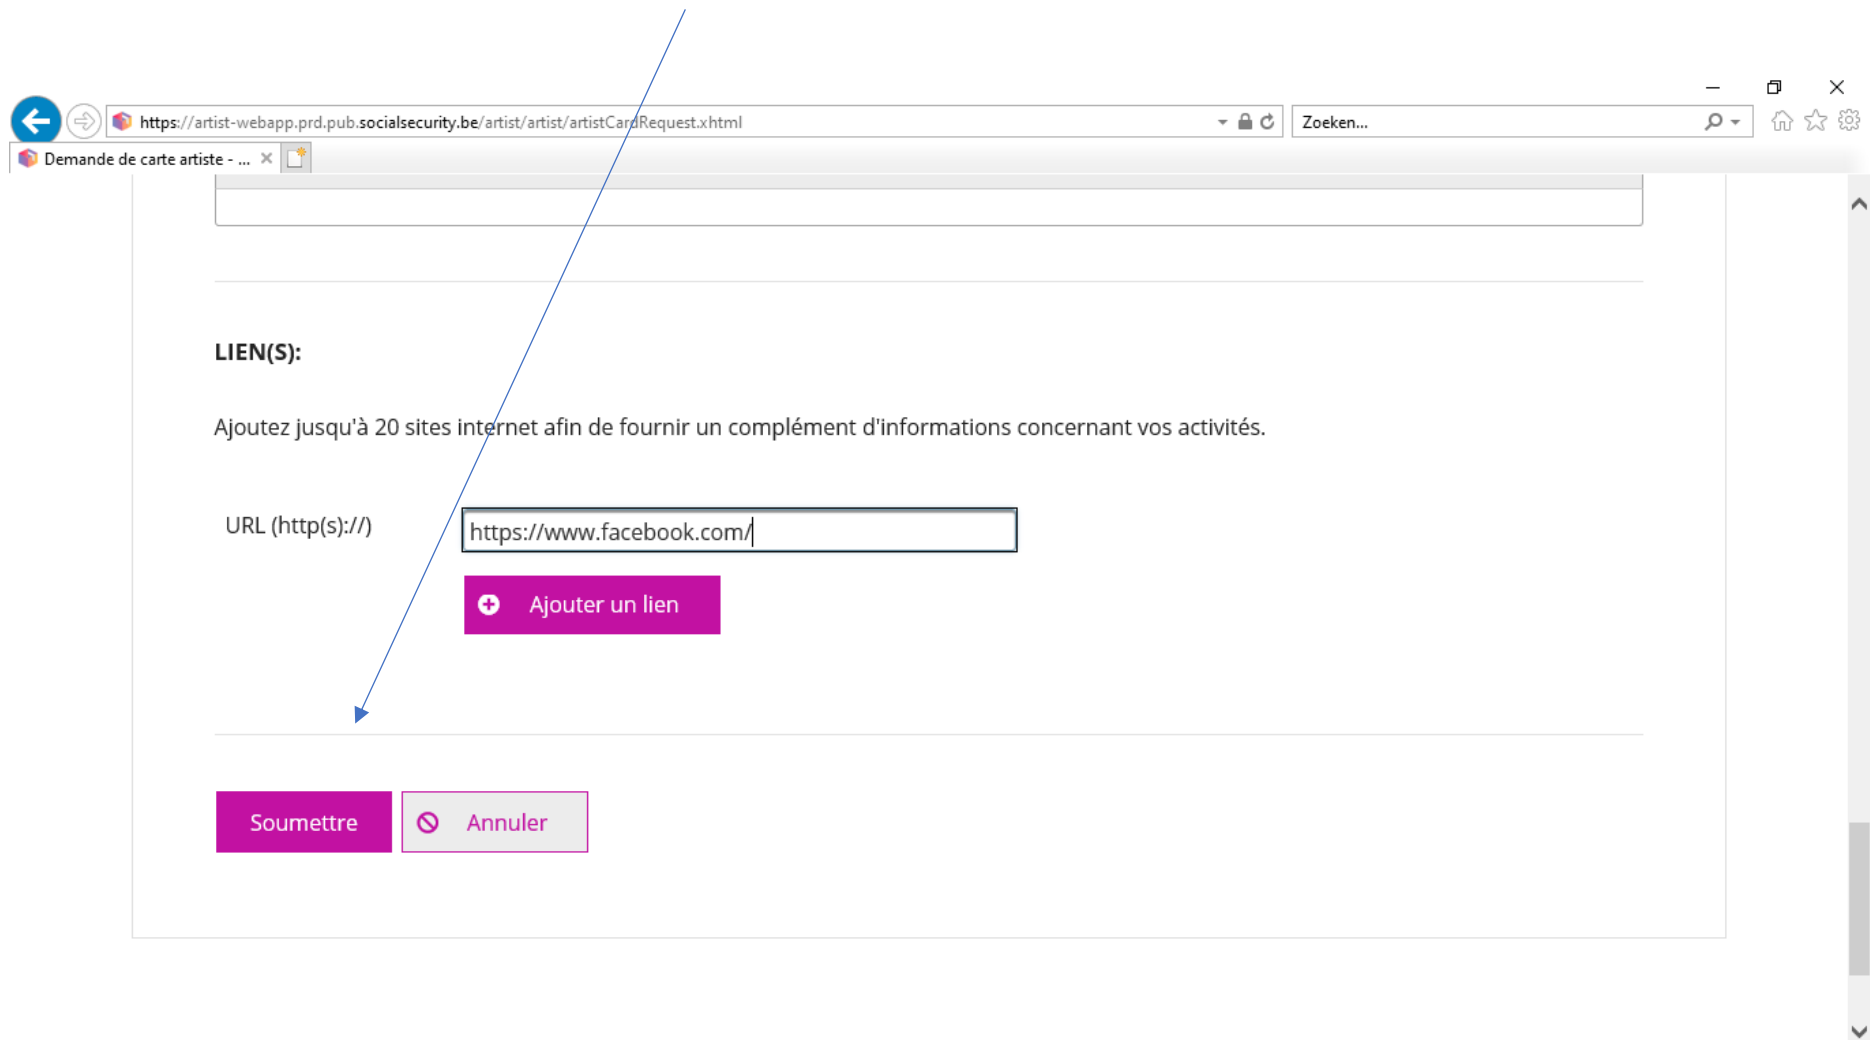 https://artist-webapp.prd.pub.socialsecurity.be/artist/artist/artistCardRequest.xhtml
Zoeken...
Demande de carte artiste - ...
LIEN(S):
Ajoutez jusqu'à 20 sites internet afin de fournir un complément d'informations concernant vos activités.
URL (http(s)://)
https://www.facebook.com/
Ajouter un lien
Soumettre
Annuler